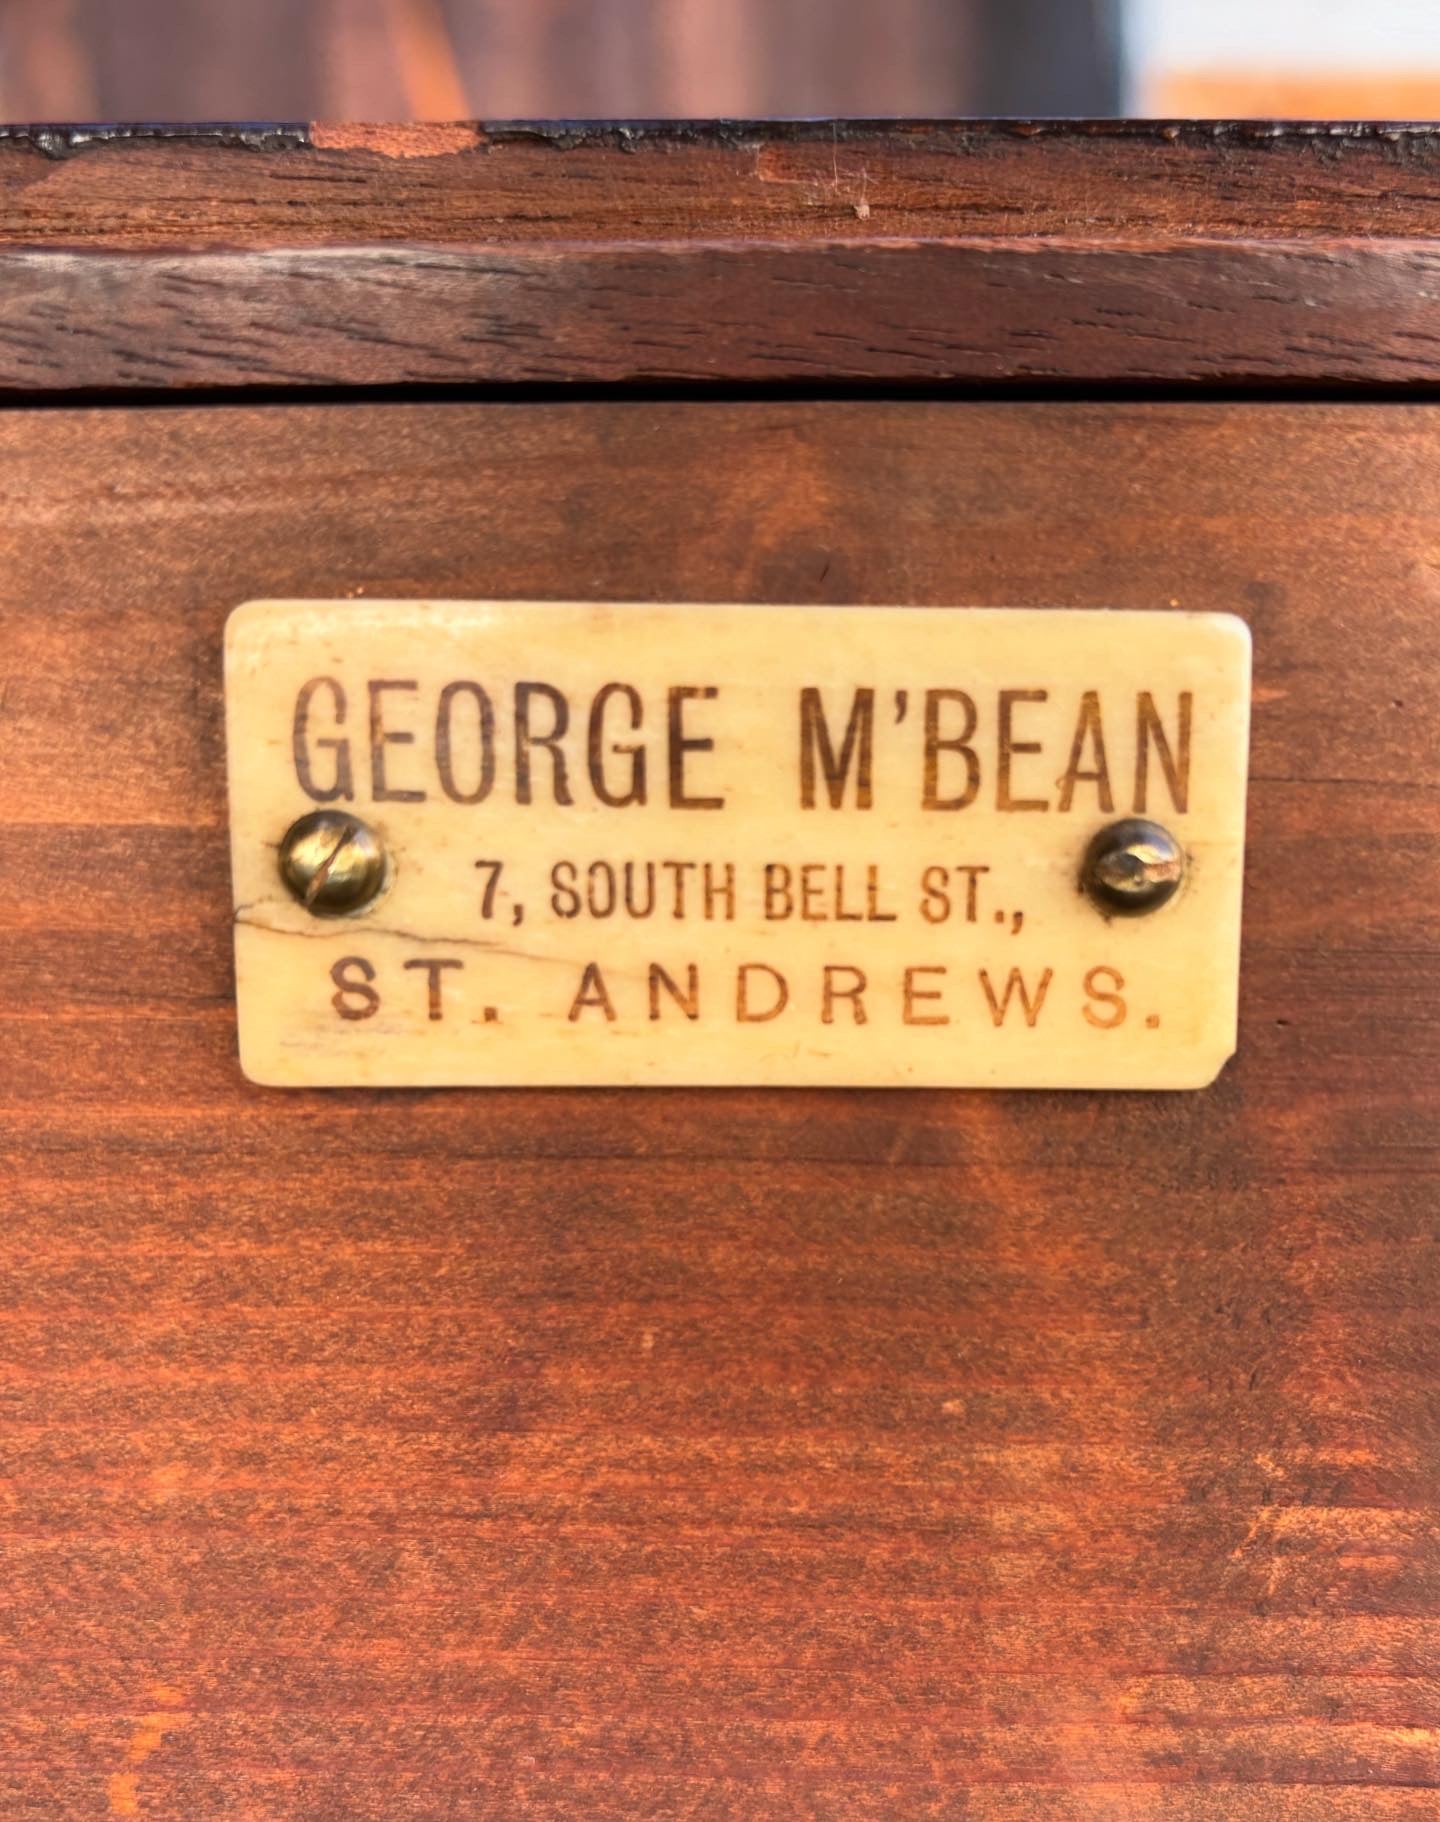 GEORGE M'BEAN
7, SOUTH BELL ST.,
ST. ANDREWS.